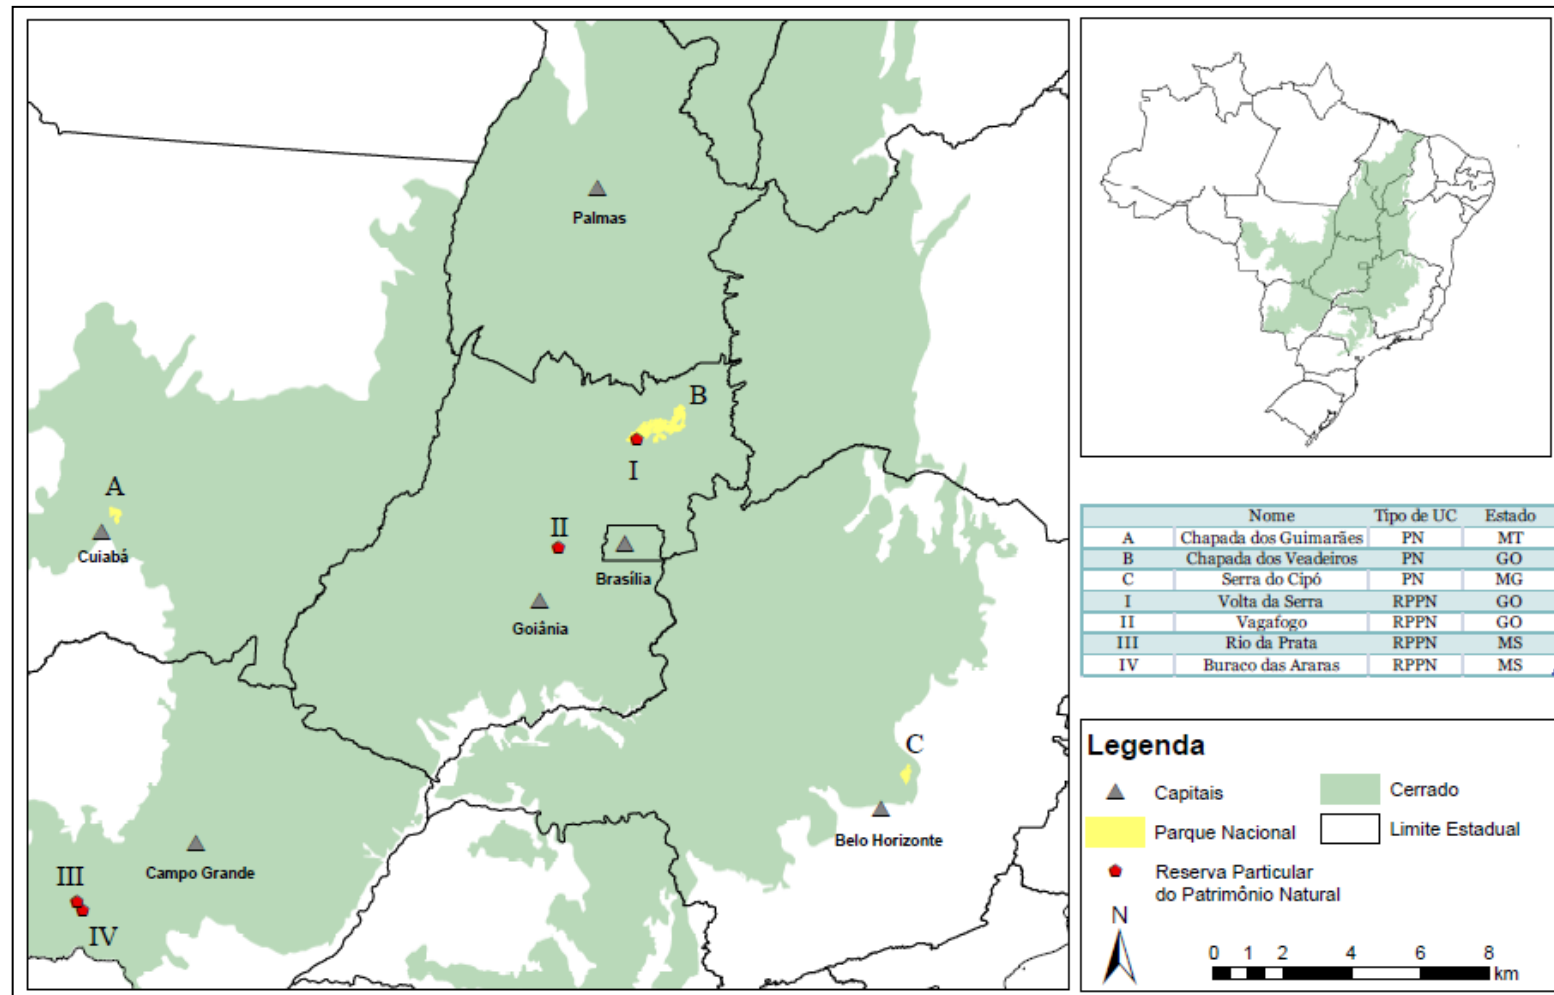 Palmas
B
I
A
Cuiabá
II
Brasília
Goiânia
C
Belo Horizonte
Campo Grande
III
IV
Nome Tipo de UC Estado
A Chapada dos Guimarães PN MT
B Chapada dos Veadeiros PN GO
C Serra do Cipó PN MG
I Volta da Serra RPPN GO
II Vagafogo RPPN GO
III Rio da Prata RPPN MS
IV Buraco das Araras RPPN MS
Legenda
Capitais
Cerrado
Parque Nacional
Limite Estadual
Reserva Particular
do Patrimônio Natural
N
0 1 2 4 6 8
km